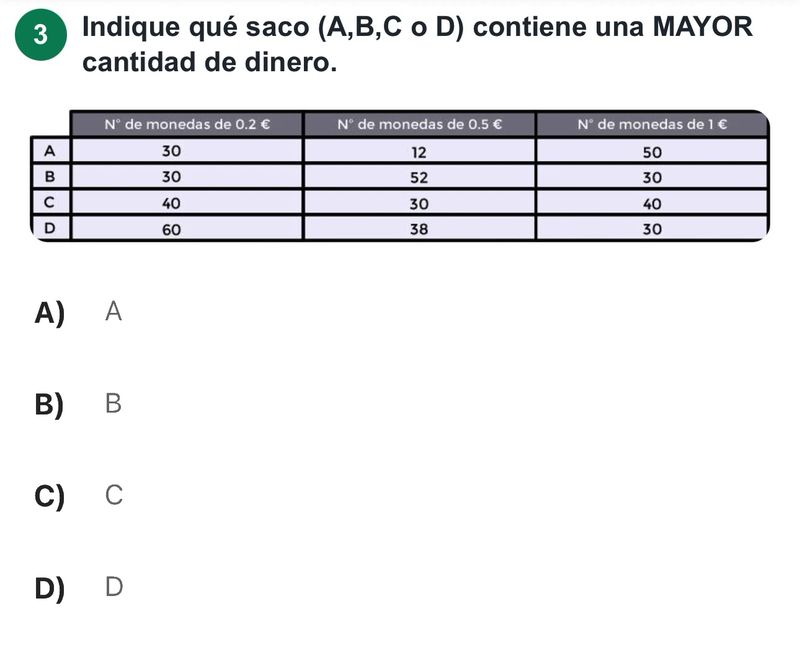 3
Indique qué saco (A,B,C o D) contiene una MAYOR
cantidad de dinero.
N° de monedas de 0.2 € N° de monedas de 0.5 € N° de monedas de 1 €
A 30 12 50
B 30 52 30
C 40 30 40
D 60 38 30
A) A
B) B
C) C
D) D